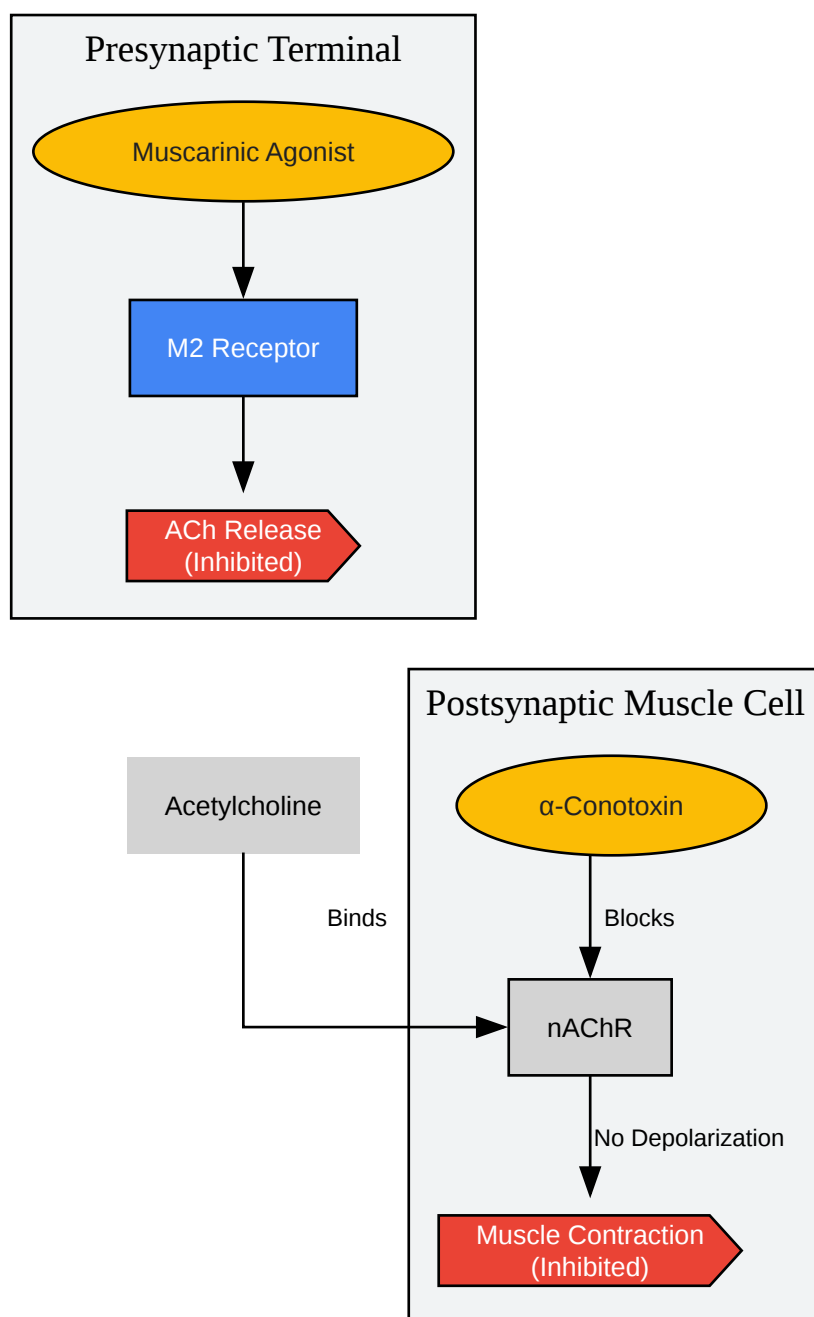 Presynaptic Terminal
Muscarinic Agonist
M2 Receptor
ACh Release
(Inhibited)
Postsynaptic Muscle Cell
Acetylcholine
α-Conotoxin
Binds
Blocks
nAChR
No Depolarization
Muscle Contraction
(Inhibited)